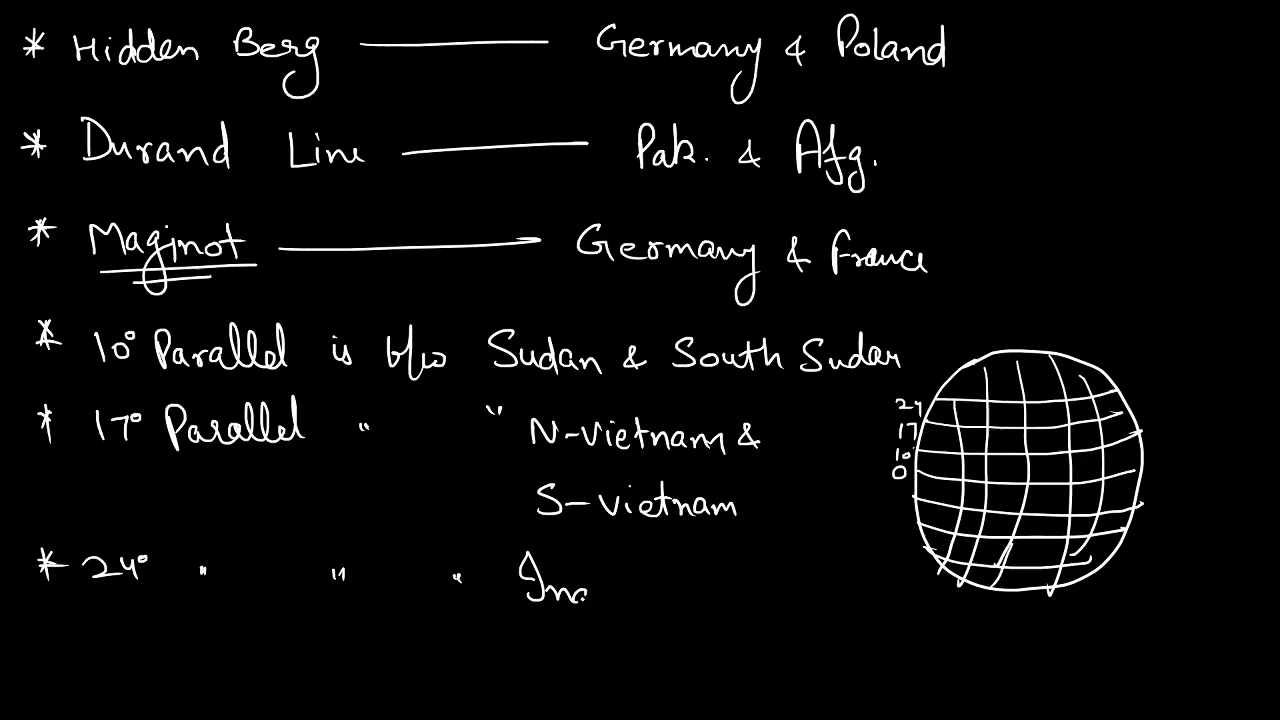 * Hidden Berg — Germany & Poland
* Durand Line — Pak. & Afg.
* Maginot — Germany & France
* 10° Parallel is b/w Sudan & South Sudan
* 17° Parallel " " N-Vietnam &
S-Vietnam
* 24° " " " Ind
24
17
10
0